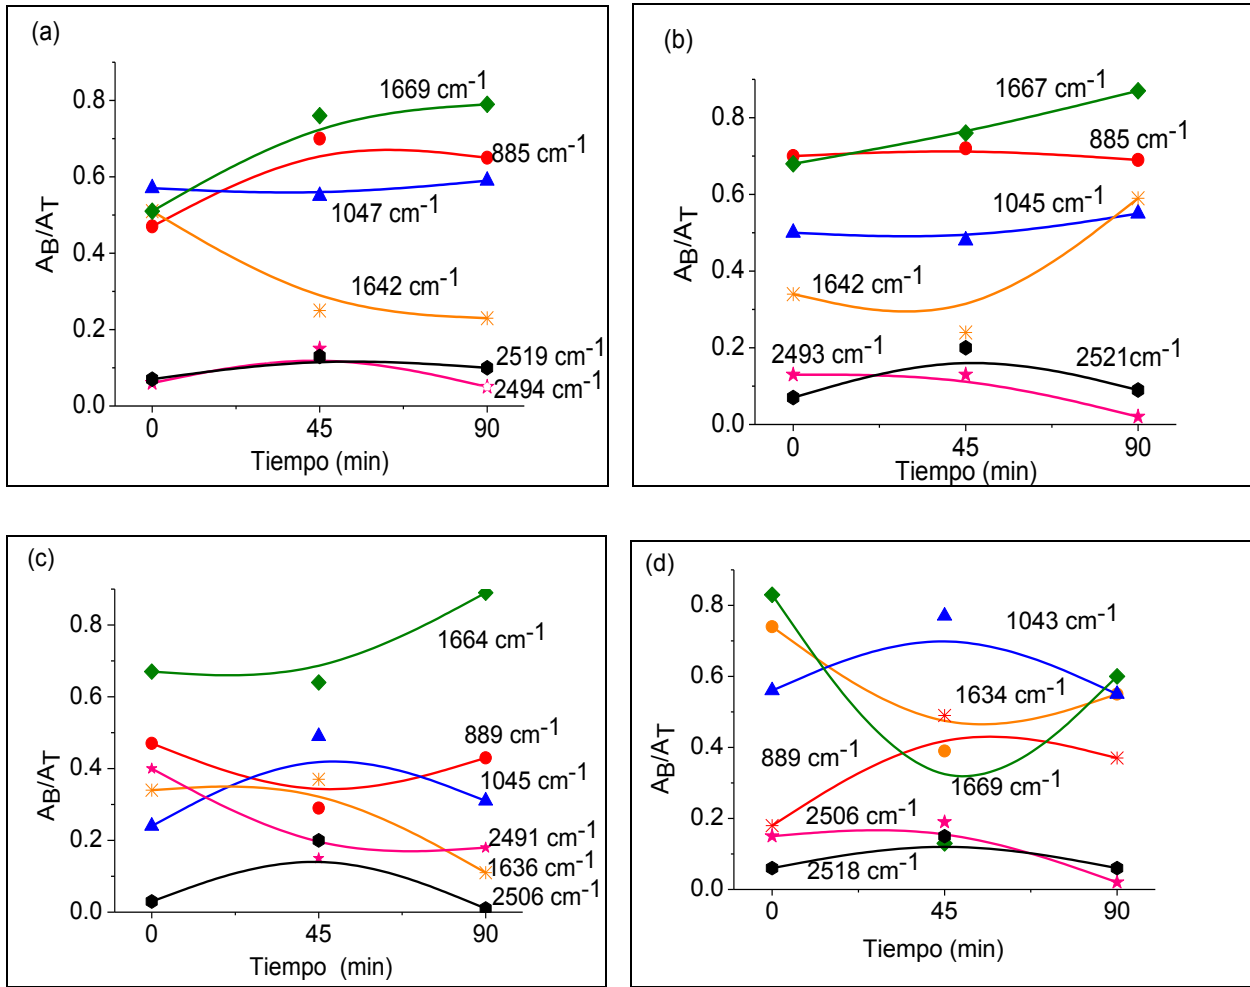 (a)
1669 cm-1
0.8
885 cm-1
0.6
1047 cm-1
AB/AT
0.4
1642 cm-1
0.2
2519 cm-1
2494 cm-1
0.0
0 45 90
Tiempo (min)
(b)
1667 cm-1
0.8
885 cm-1
0.6
1045 cm-1
AB/AT
0.4
1642 cm-1
0.2
2493 cm-1
2521cm-1
0.0
0 45 90
Tiempo (min)
(c)
0.8
1664 cm-1
0.6
889 cm-1
AB/AT
0.4
1045 cm-1
2491 cm-1
0.2
1636 cm-1
2506 cm-1
0.0
0 45 90
Tiempo (min)
(d)
0.8
1043 cm-1
0.6
1634 cm-1
AB/AT
0.4
889 cm-1
1669 cm-1
0.2
2506 cm-1
2518 cm-1
0.0
0 45 90
Tiempo (min)